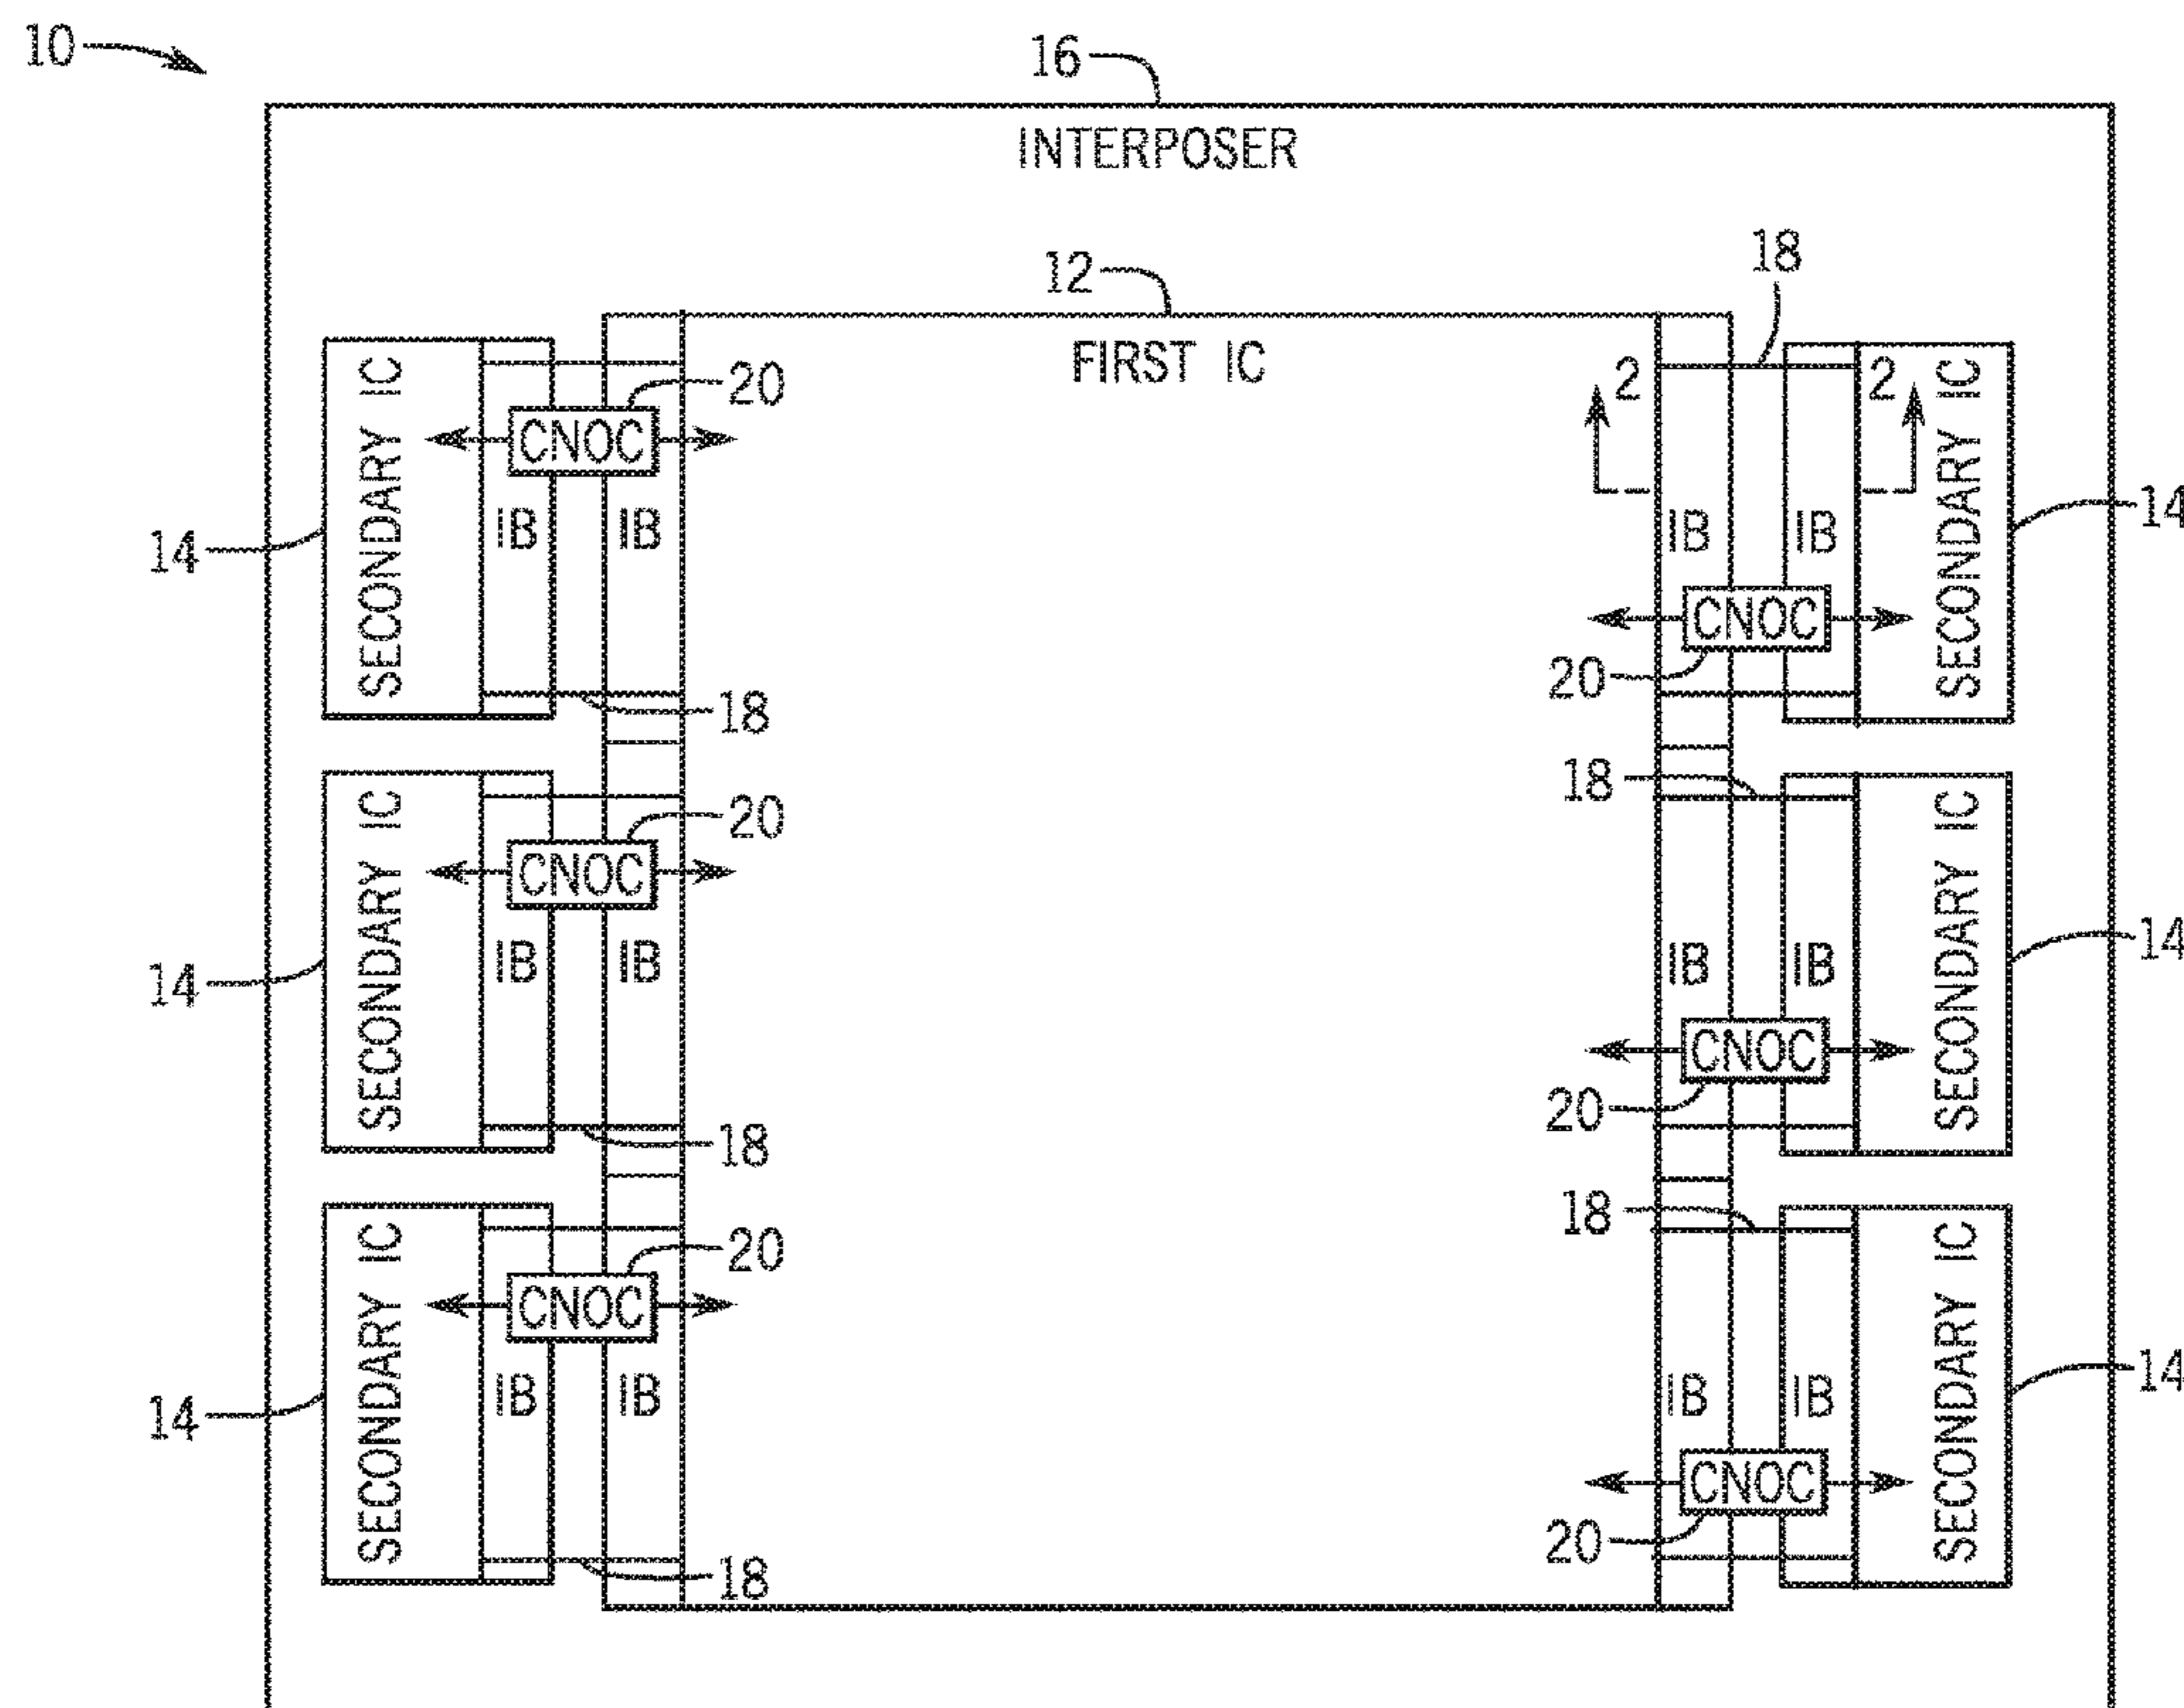 10
16
INTERPOSER
12
18
FIRST IC
SECONDARY IC
20
2
2
SECONDARY IC
CNOC
14
IB
IB
IB
IB
14
CNOC
20
18
18
SECONDARY IC
20
SECONDARY IC
CNOC
14
IB
IB
IB
IB
14
CNOC
20
18
18
SECONDARY IC
20
SECONDARY IC
CNOC
14
IB
IB
IB
IB
14
CNOC
20
18